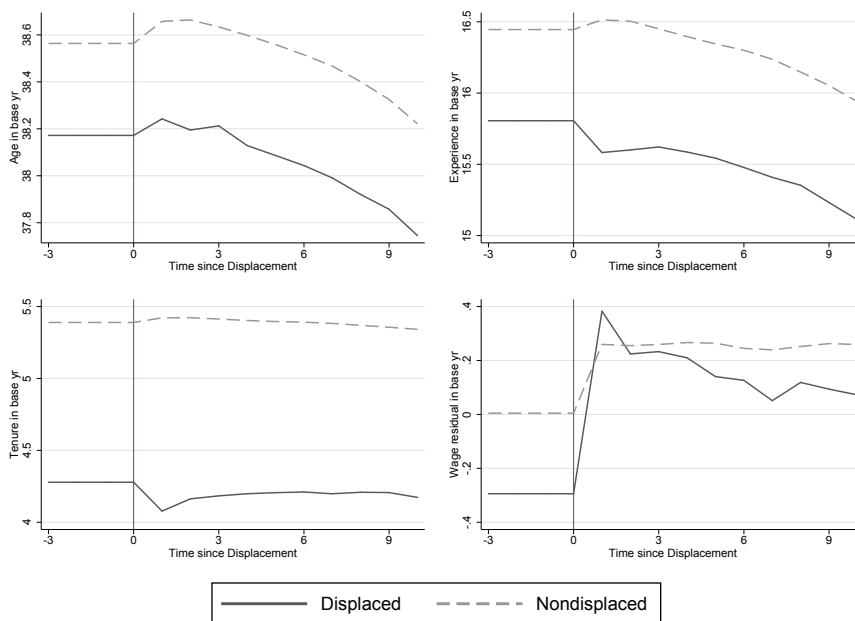 Age in base yr
37.8 38 38.2 38.4 38.6
-3 0 3 6 9
Time since Displacement
Experience in base yr
15 15.5 16 16.5
-3 0 3 6 9
Time since Displacement
Tenure in base yr
4 4.5 5 5.5
-3 0 3 6 9
Time since Displacement
Wage residual in base yr
-.4 -.2 0 .2 .4
-3 0 3 6 9
Time since Displacement
Displaced Nondisplaced